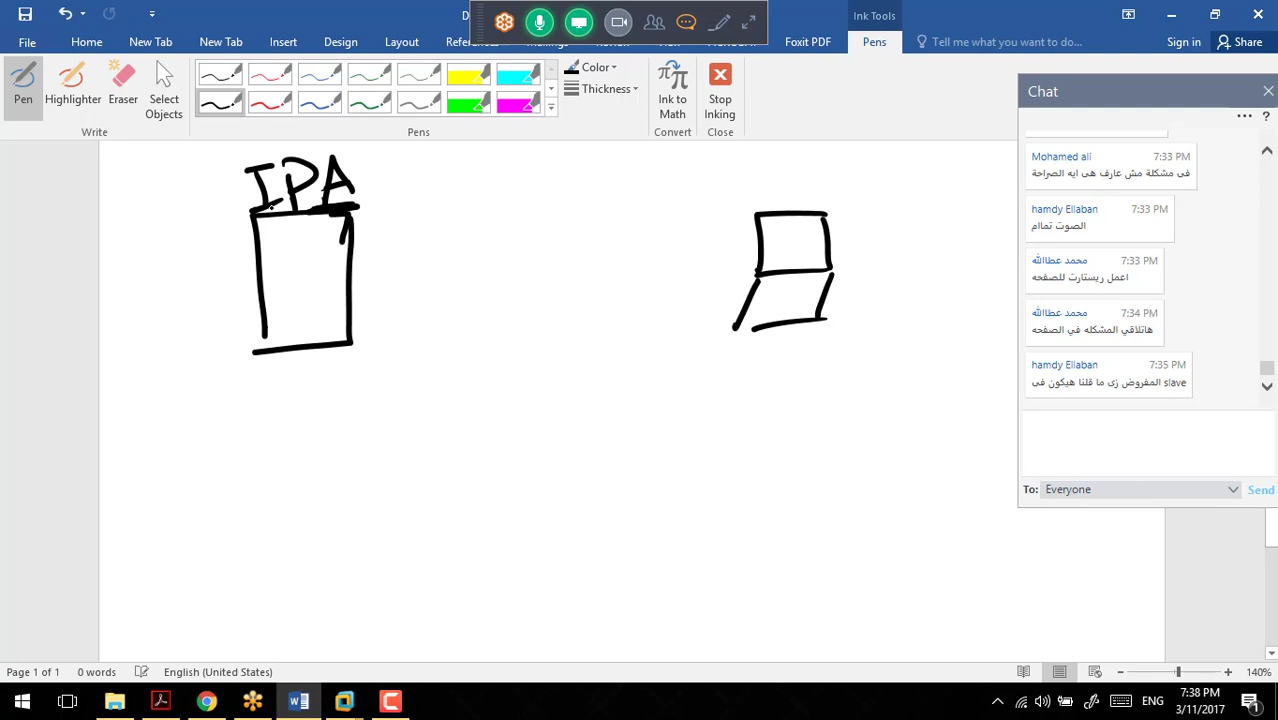 Ink Tools
File
Home
New Tab
New Tab
Insert
Design
Layout
Foxit PDF
Pens
Tell me what you want to do...
Sign in
Share
Pen
Highlighter
Eraser
Select
Objects
Write
Pens
Color
Thickness
Ink to
Math
Convert
Stop
Inking
Close
IPA
Chat
Mohamed ali 7:33 PM
فى مشكلة مش عارف هى ايه الصراحة
hamdy Ellaban 7:33 PM
الصوت تماام
محمد عطاالله 7:33 PM
اعمل ريستارت للصفحه
محمد عطاالله 7:34 PM
هاتلاقي المشكله في الصفحه
hamdy Ellaban 7:35 PM
المفروض زى ما قلنا هيكون فى slave
To: Everyone
Send
Page 1 of 1
0 words
English (United States)
140%
ENG
7:38 PM
3/11/2017